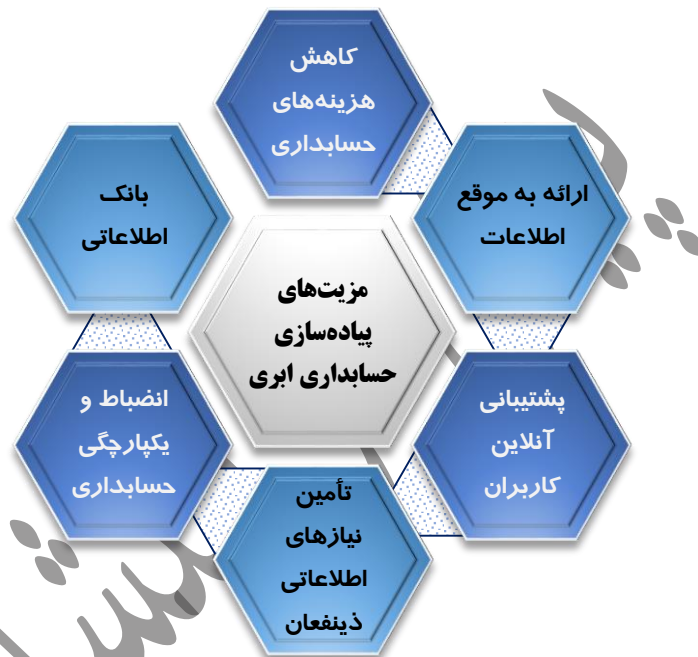 کاهش
هزینه‌های
حسابداری
ارائه به موقع
اطلاعات
پشتیبانی
آنلاین
کاربران
تأمین
نیازهای
اطلاعاتی
ذینفعان
انضباط و
یکپارچگی
حسابداری
بانک
اطلاعاتی
مزیت‌های
پیاده‌سازی
حسابداری ابری